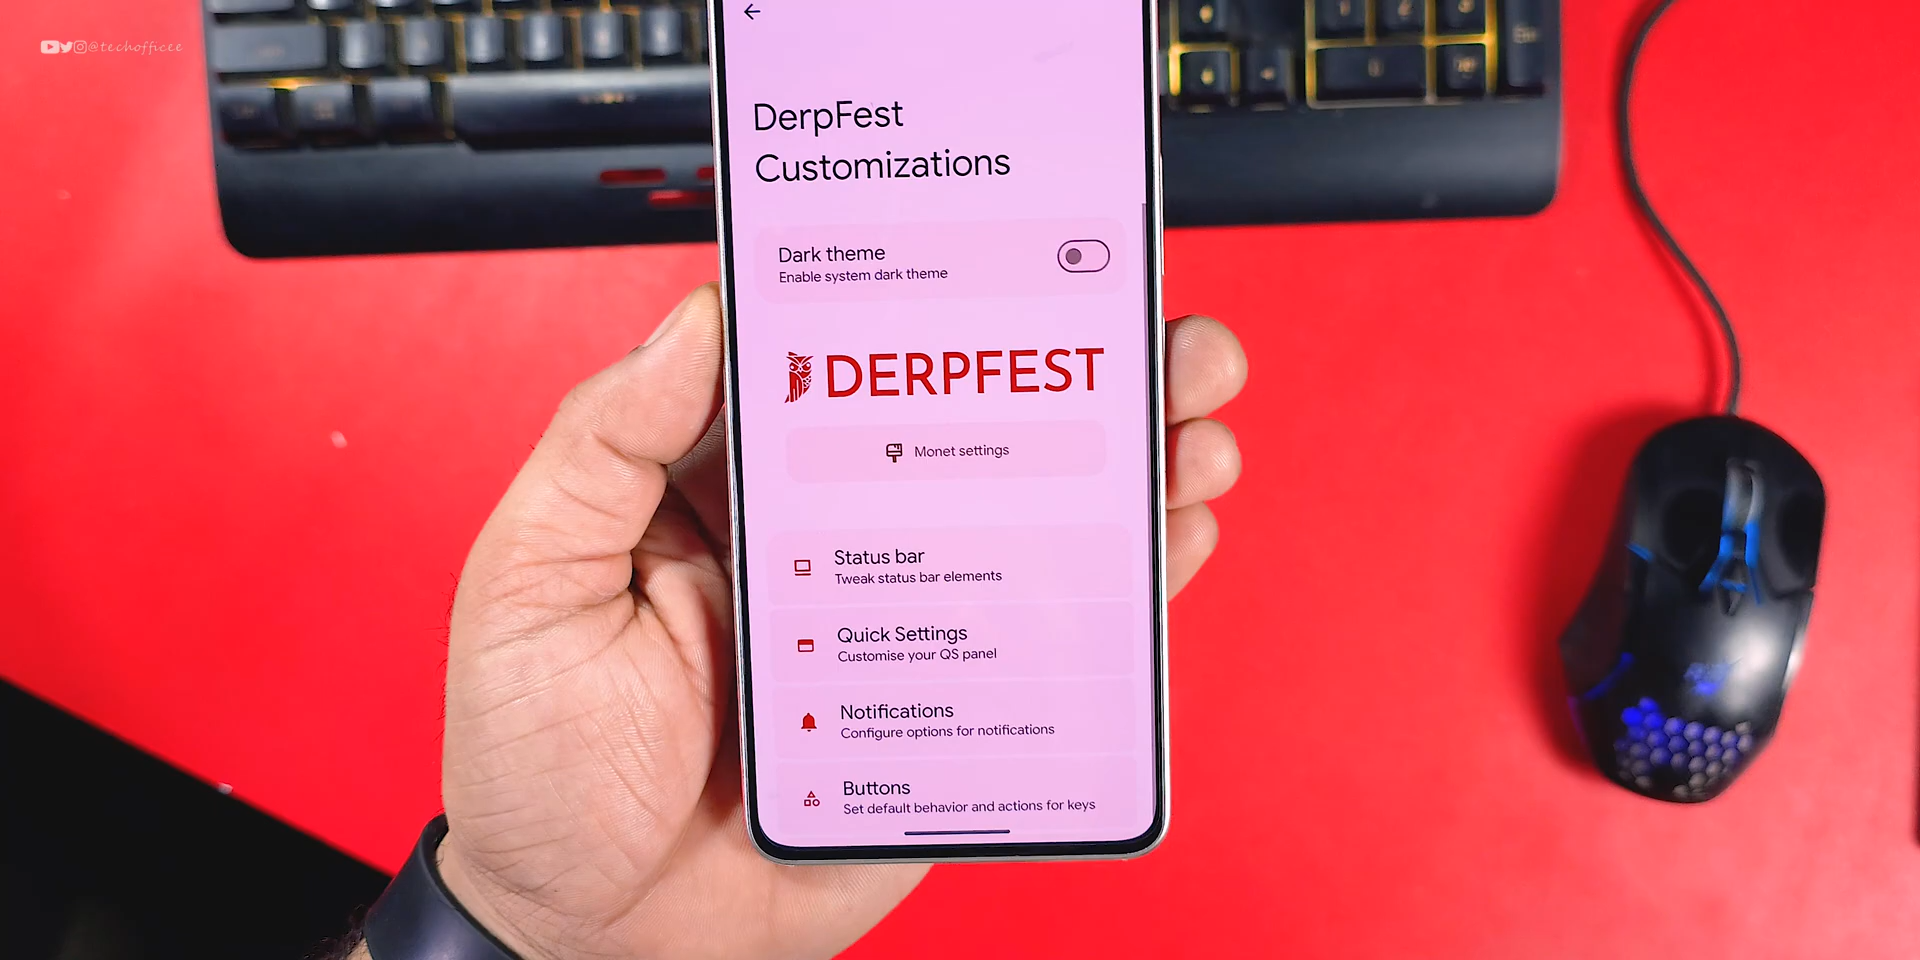 @techofficee
DerpFest
Customizations
Dark theme
Enable system dark theme
DERPFEST
Monet settings
Status bar
Tweak status bar elements
Quick Settings
Customise your QS panel
Notifications
Configure options for notifications
Buttons
Set default behavior and actions for keys